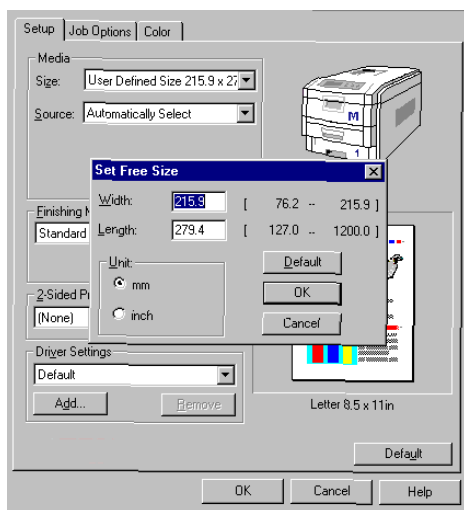 Setup Job Options Color
Media
Size: User Defined Size 215.9 x 27
Source: Automatically Select
M
1
Set Free Size
Width: 215.9 [ 76.2 -- 215.9 ]
Length: 279.4 [ 127.0 -- 1200.0 ]
Unit:
mm
inch
Default
OK
Cancel
Finishing M
Standard
2-Sided Pr
(None)
Driver Settings
Default
Add... Remove
Letter 8.5 x 11in
Default
OK Cancel Help